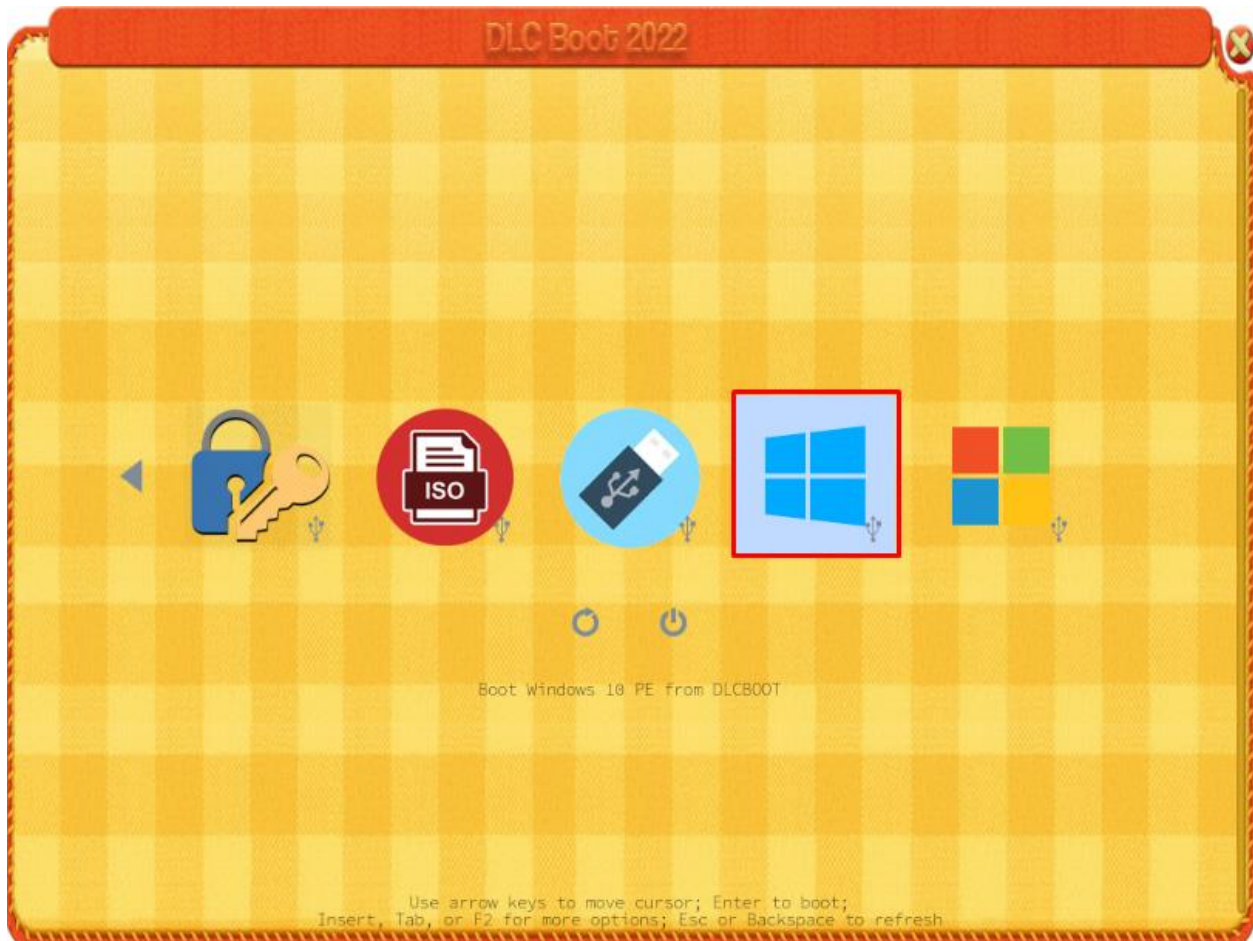 DLC Boot 2022
ISO
Boot Windows 10 PE from DLCBOOT
Use arrow keys to move cursor; Enter to boot;
Insert, Tab, or F2 for more options; Esc or Backspace to refresh